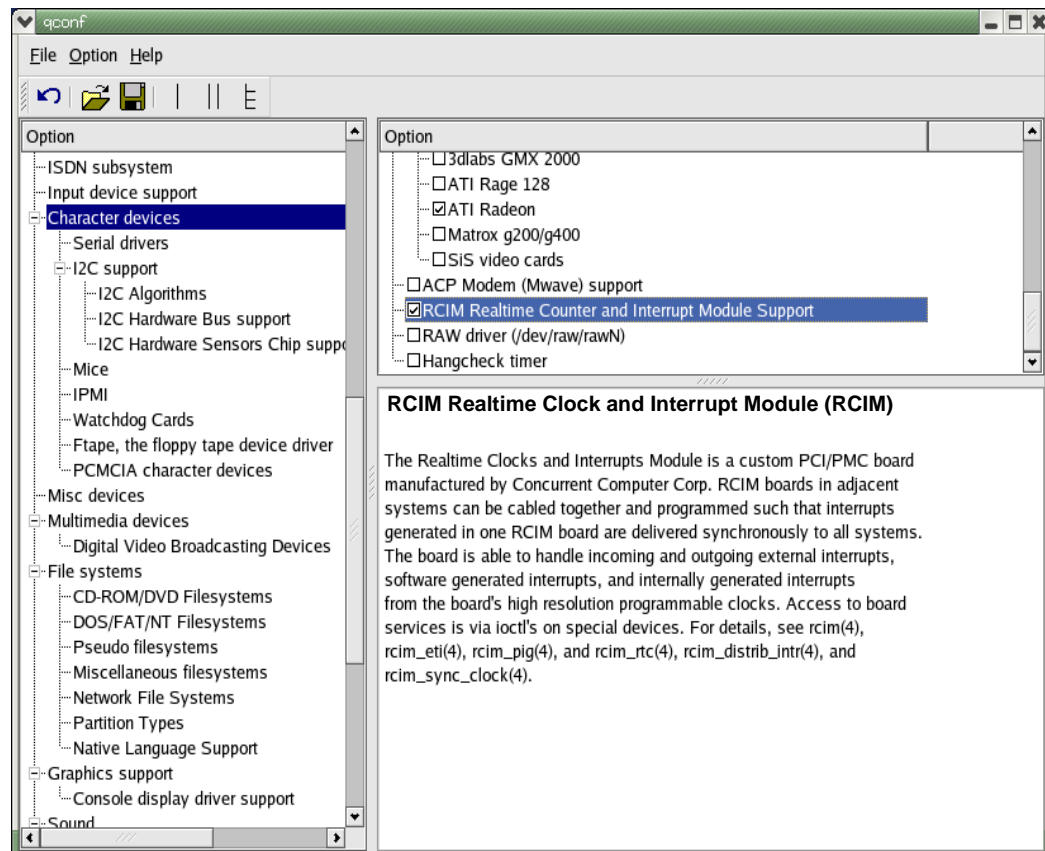 qconf
File Option Help
Option
ISDN subsystem
Input device support
Character devices
Serial drivers
I2C support
I2C Algorithms
I2C Hardware Bus support
I2C Hardware Sensors Chip suppo
Mice
IPMI
Watchdog Cards
Ftape, the floppy tape device driver
PCMCIA character devices
Misc devices
Multimedia devices
Digital Video Broadcasting Devices
File systems
CD-ROM/DVD Filesystems
DOS/FAT/NT Filesystems
Pseudo filesystems
Miscellaneous filesystems
Network File Systems
Partition Types
Native Language Support
Graphics support
Console display driver support
Sound
Option
3dlabs GMX 2000
ATI Rage 128
ATI Radeon
Matrox g200/g400
SiS video cards
ACP Modem (Mwave) support
RCIM Realtime Counter and Interrupt Module Support
RAW driver (/dev/raw/rawN)
Hangcheck timer
RCIM Realtime Clock and Interrupt Module (RCIM)
The Realtime Clocks and Interrupts Module is a custom PCI/PMC board
manufactured by Concurrent Computer Corp. RCIM boards in adjacent
systems can be cabled together and programmed such that interrupts
generated in one RCIM board are delivered synchronously to all systems.
The board is able to handle incoming and outgoing external interrupts,
software generated interrupts, and internally generated interrupts
from the board's high resolution programmable clocks. Access to board
services is via ioctl's on special devices. For details, see rcim(4),
rcim_eti(4), rcim_pig(4), and rcim_rtc(4), rcim_distrib_intr(4), and
rcim_sync_clock(4).